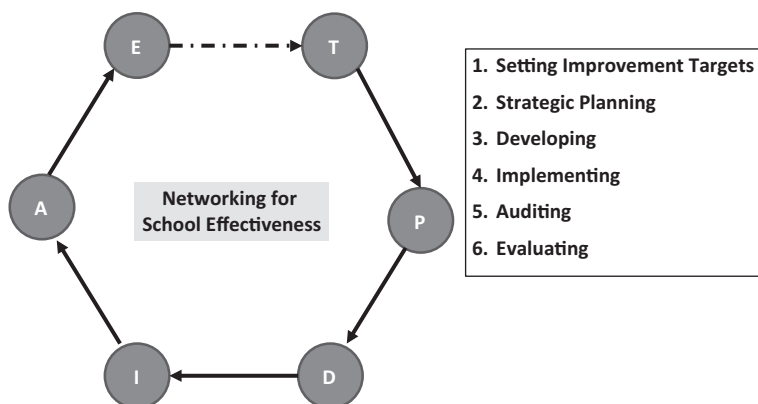 E
T
A
P
I
D
Networking for
School Effectiveness
1. Setting Improvement Targets
2. Strategic Planning
3. Developing
4. Implementing
5. Auditing
6. Evaluating